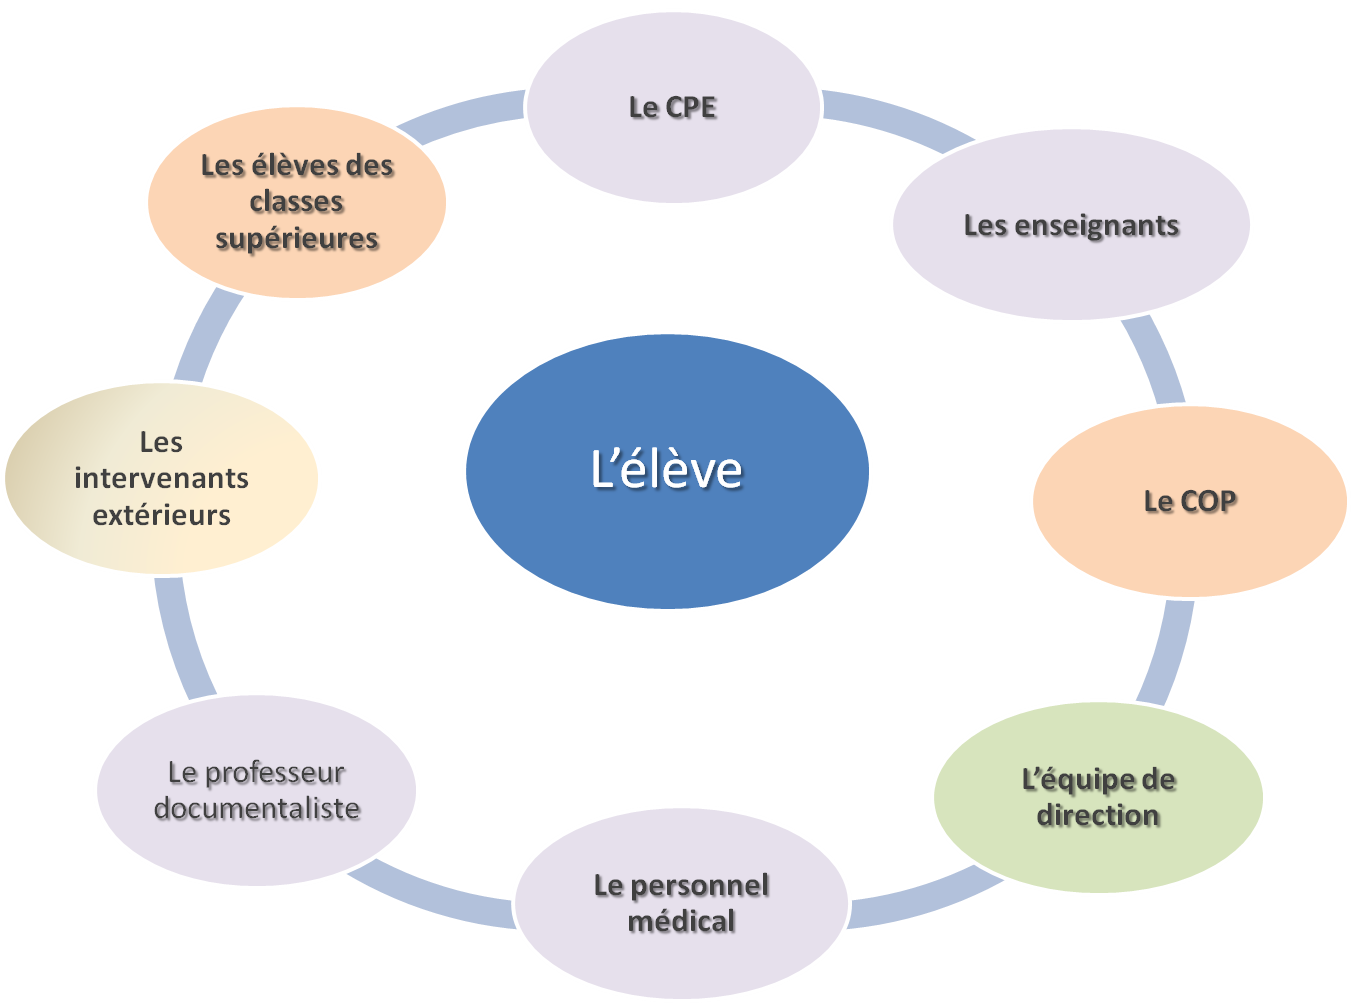 Le CPE
Les enseignants
Le COP
L’équipe de
direction
Le personnel
médical
Le professeur
documentaliste
Les
intervenants
extérieurs
Les élèves des
classes
supérieures
L’élève